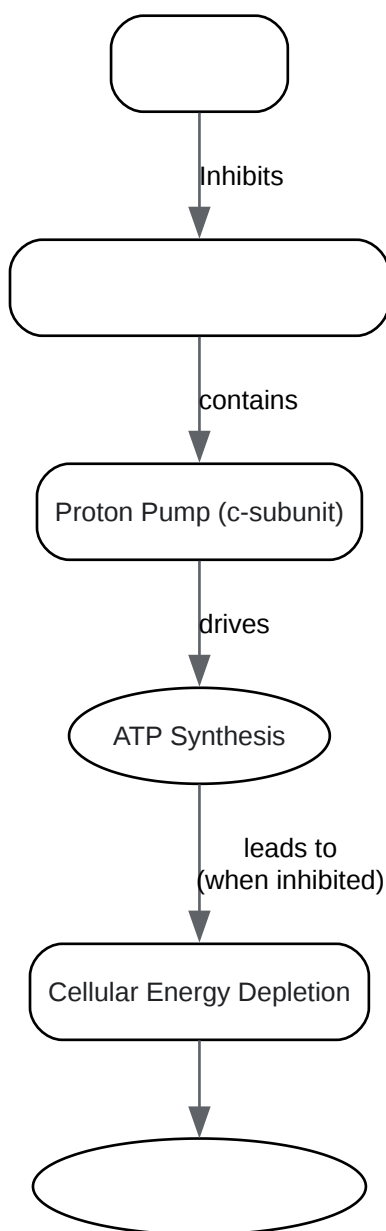 Inhibits
contains
Proton Pump (c-subunit)
drives
ATP Synthesis
leads to
(when inhibited)
Cellular Energy Depletion